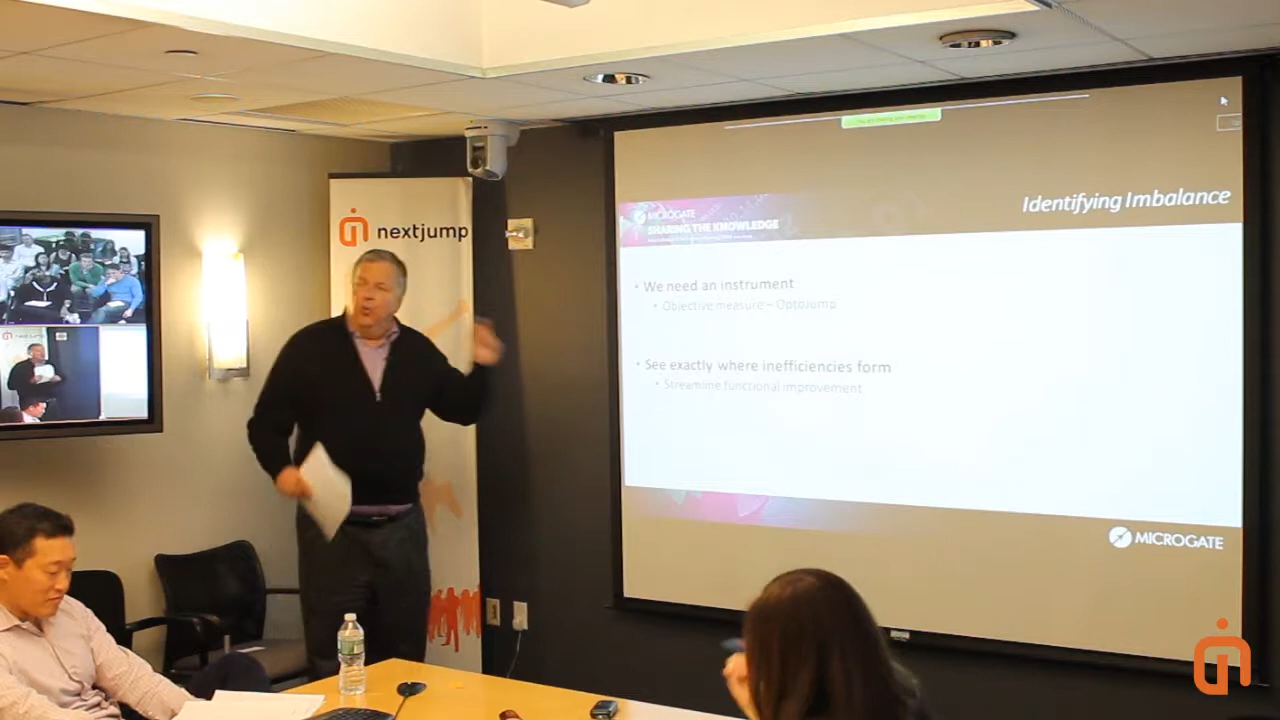 nextjump
nextjump
Identifying Imbalance
MICROGATE
SHARING THE KNOWLEDGE
• We need an instrument
• Objective measure – OptoJump
• See exactly where inefficiencies form
• Streamline functional improvement
MICROGATE